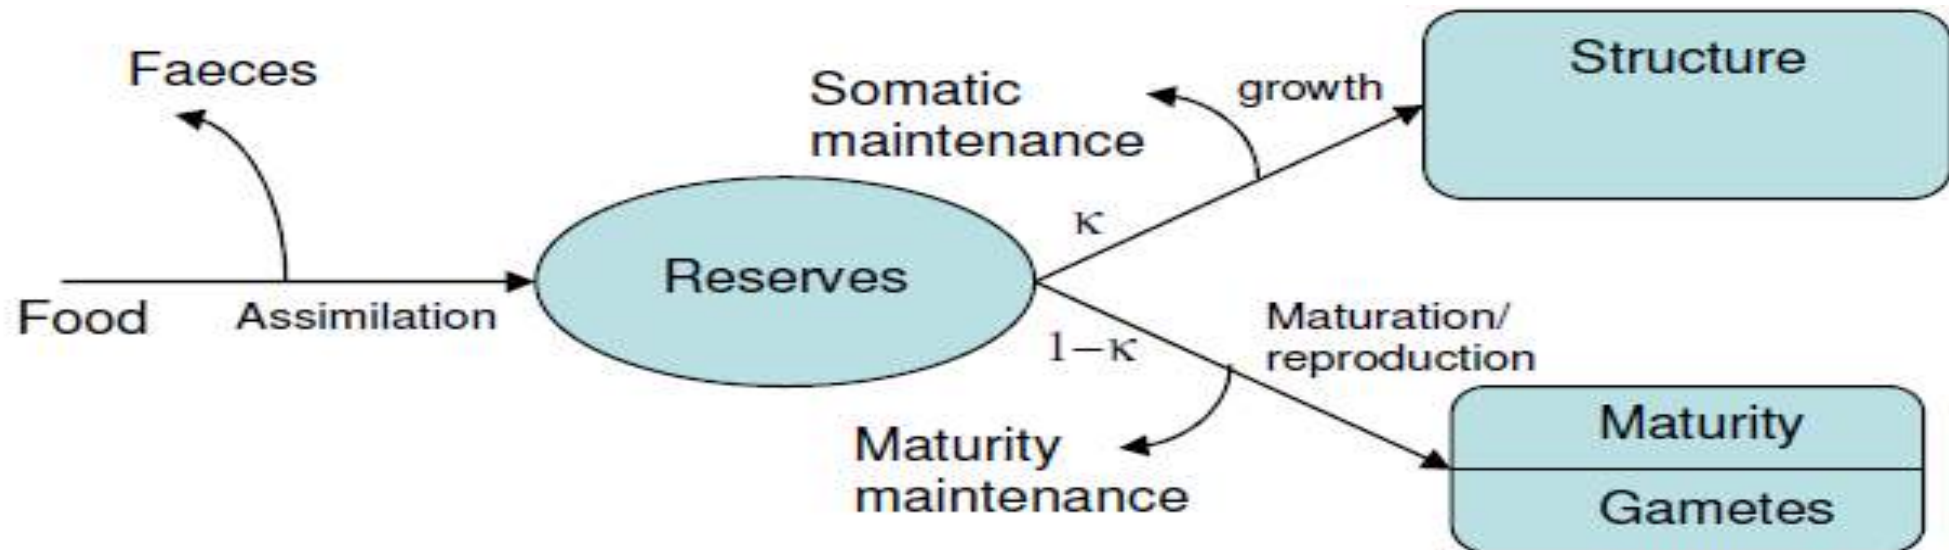 Faeces
Food
Assimilation
Reserves
Somatic
maintenance
growth
κ
Structure
1−κ
Maturation/
reproduction
Maturity
maintenance
Maturity
Gametes